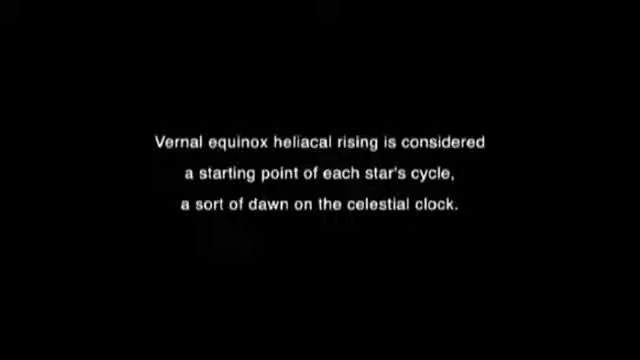 Vernal equinox heliacal rising is considered
a starting point of each star's cycle,
a sort of dawn on the celestial clock.